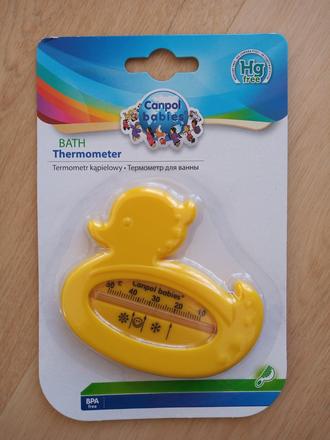 Hg
free
Canpol
babies
BATH
Thermometer
Termometr kąpielowy • Термометр для ванны
Canpol babies®
50 °C 40 30 20 10
BPA
free